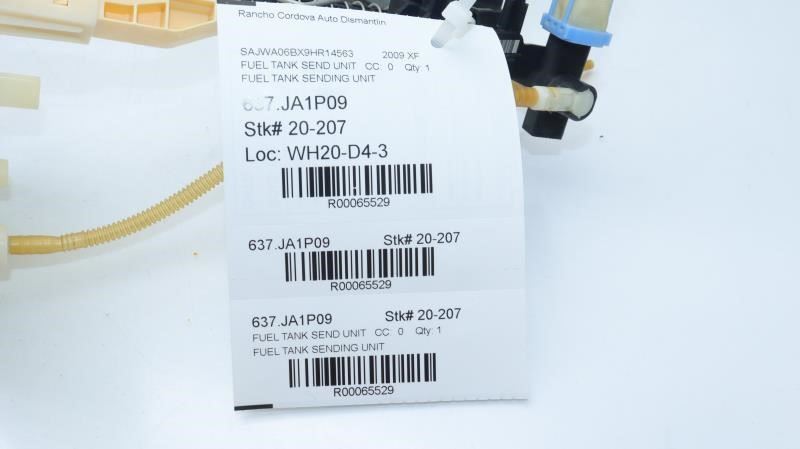 Rancho Cordova Auto Dismantlin
SAJWA06BX9HR14563 2009 XF
FUEL TANK SEND UNIT CC: 0 Qty: 1
FUEL TANK SENDING UNIT
637.JA1P09
Stk# 20-207
Loc: WH20-D4-3
R00065529
637.JA1P09 Stk# 20-207
R00065529
637.JA1P09 Stk# 20-207
FUEL TANK SEND UNIT CC: 0 Qty: 1
FUEL TANK SENDING UNIT
R00065529